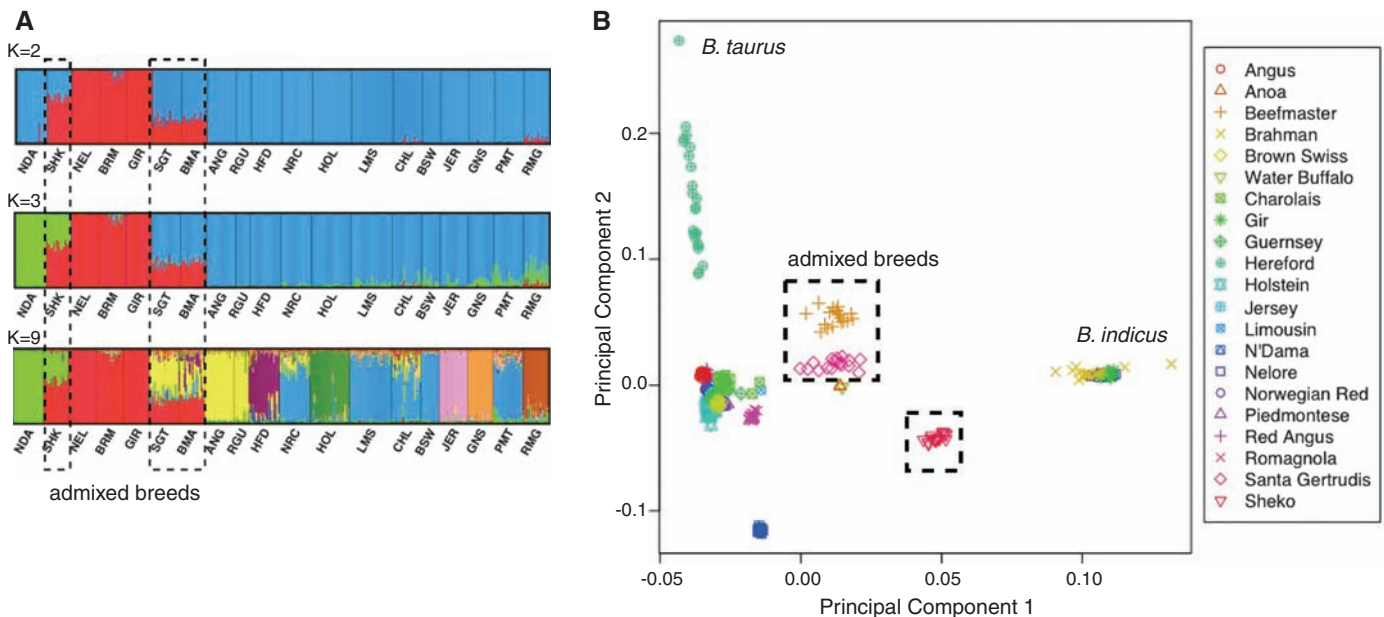 A
K=2
NDA SHK NEL BRM GIR SGT BMA ANG RGU HFD NRC HOL LMS CHL BSW JER GNS PMT RMG
K=3
NDA SHK NEL BRM GIR SGT BMA ANG RGU HFD NRC HOL LMS CHL BSW JER GNS PMT RMG
K=9
NDA SHK NEL BRM GIR SGT BMA ANG RGU HFD NRC HOL LMS CHL BSW JER GNS PMT RMG
admixed breeds
B
Principal Component 2
0.2
0.1
0.0
-0.1
B. taurus
admixed breeds
B. indicus
-0.05 0.00 0.05 0.10
Principal Component 1
Angus
Anoa
Beefmaster
Brahman
Brown Swiss
Water Buffalo
Charolais
Gir
Guernsey
Hereford
Holstein
Jersey
Limousin
N'Dama
Nelore
Norwegian Red
Piedmontese
Red Angus
Romagnola
Santa Gertrudis
Sheko